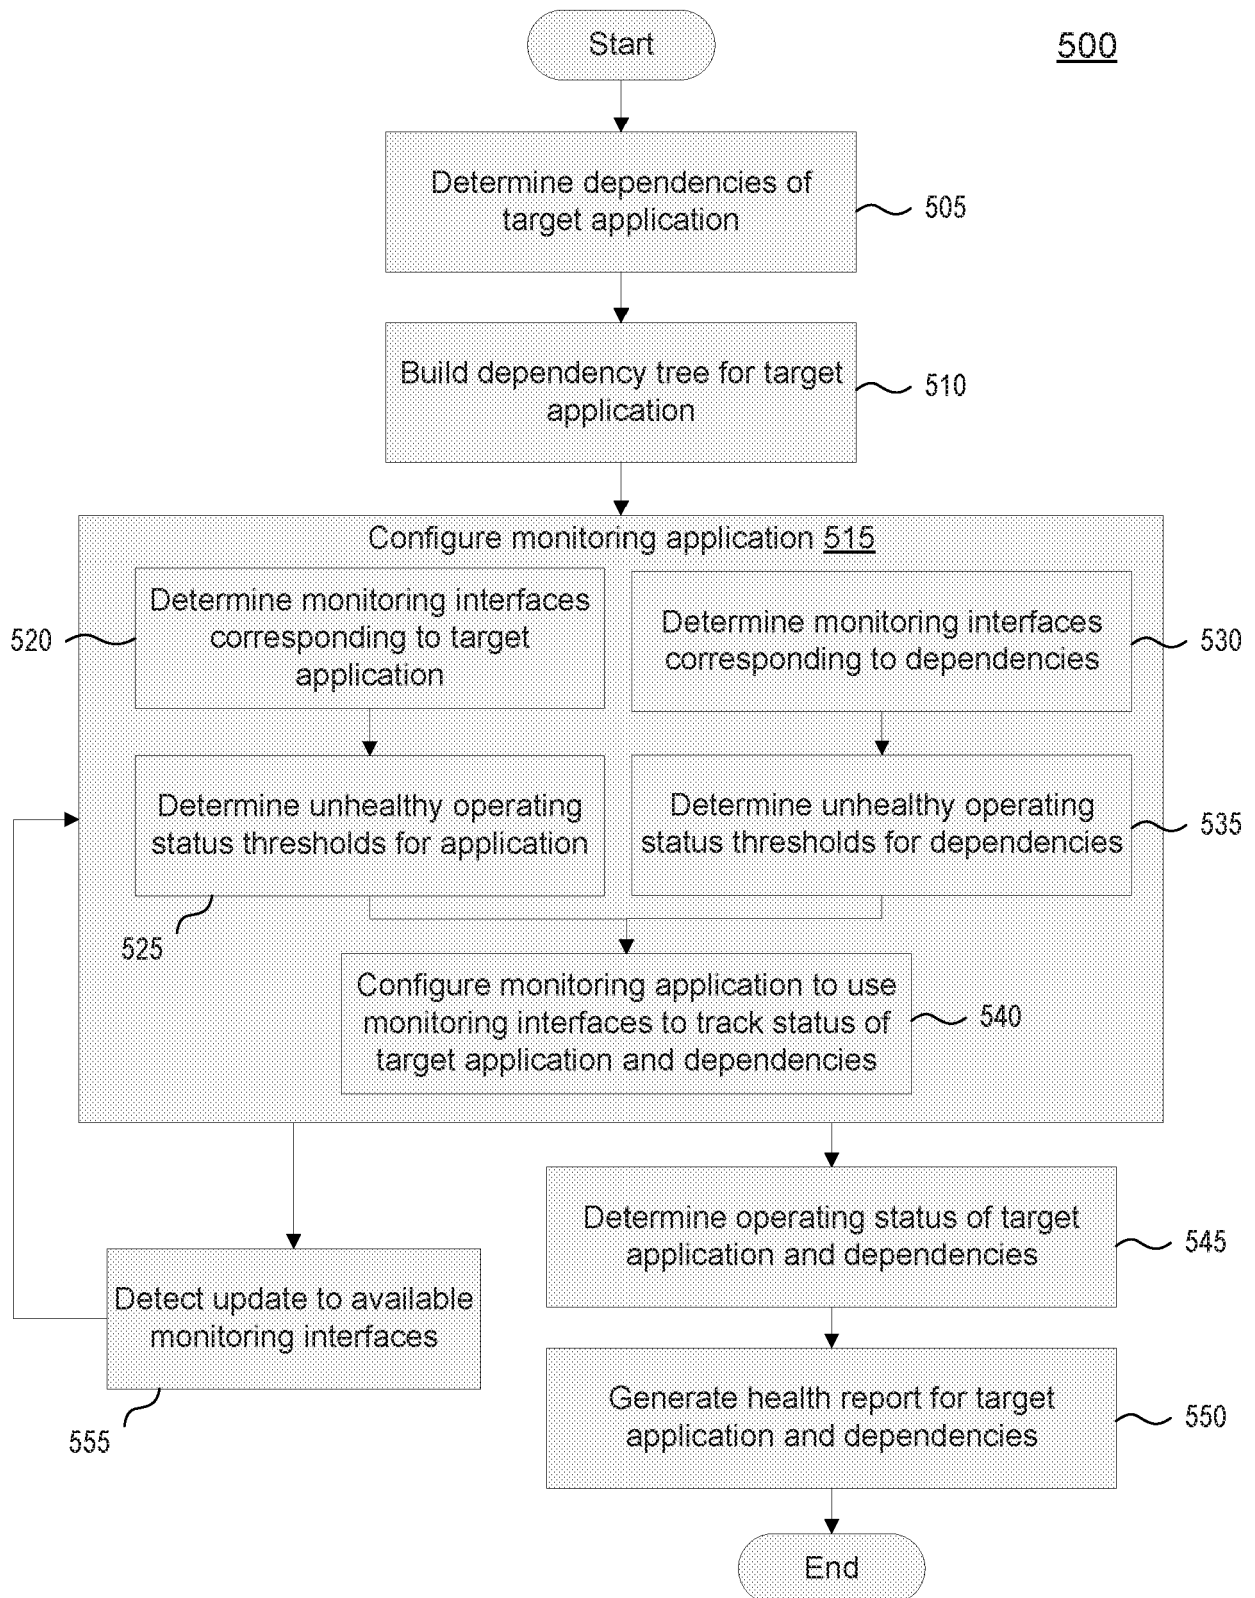 Start
500
Determine dependencies of
target application
505
Build dependency tree for target
application
510
Configure monitoring application 515
Determine monitoring interfaces
corresponding to target
application
520
Determine monitoring interfaces
corresponding to dependencies
530
Determine unhealthy operating
status thresholds for application
525
Determine unhealthy operating
status thresholds for dependencies
535
Configure monitoring application to use
monitoring interfaces to track status of
target application and dependencies
540
Determine operating status of target
application and dependencies
545
Detect update to available
monitoring interfaces
555
Generate health report for target
application and dependencies
550
End